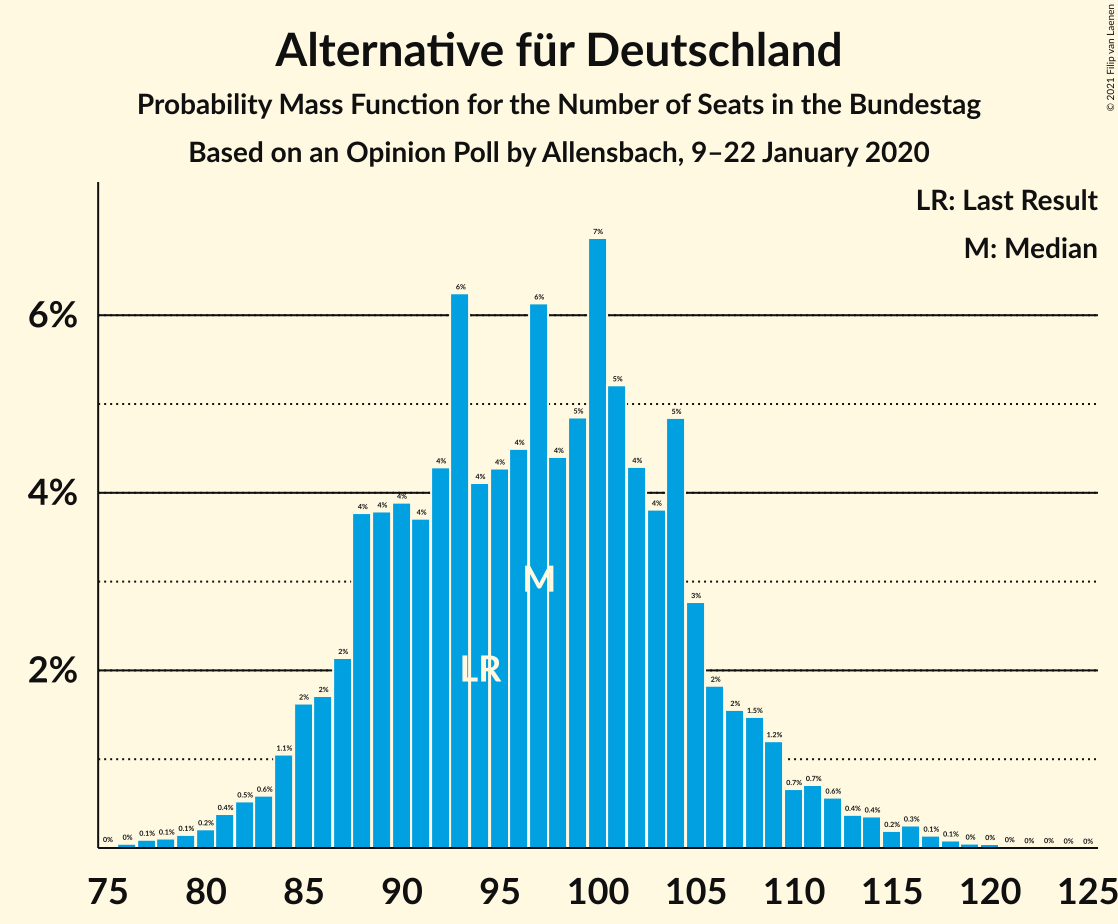 Alternative für Deutschland
Probability Mass Function for the Number of Seats in the Bundestag
Based on an Opinion Poll by Allensbach, 9–22 January 2020
© 2021 Filip van Laenen
LR: Last Result
M: Median
6%
4%
2%
0% 0% 0.1% 0.1% 0.1% 0.2% 0.4% 0.5% 0.6% 1.1% 2% 2% 2% 4% 4% 4% 4% 4% 6% 4% 4% 4% 6% 4% 5% 7% 5% 4% 4% 5% 3% 2% 2% 1.5% 1.2% 0.7% 0.7% 0.6% 0.4% 0.4% 0.2% 0.3% 0.1% 0.1% 0% 0% 0% 0% 0% 0% 0%
M
LR
75 80 85 90 95 100 105 110 115 120 125